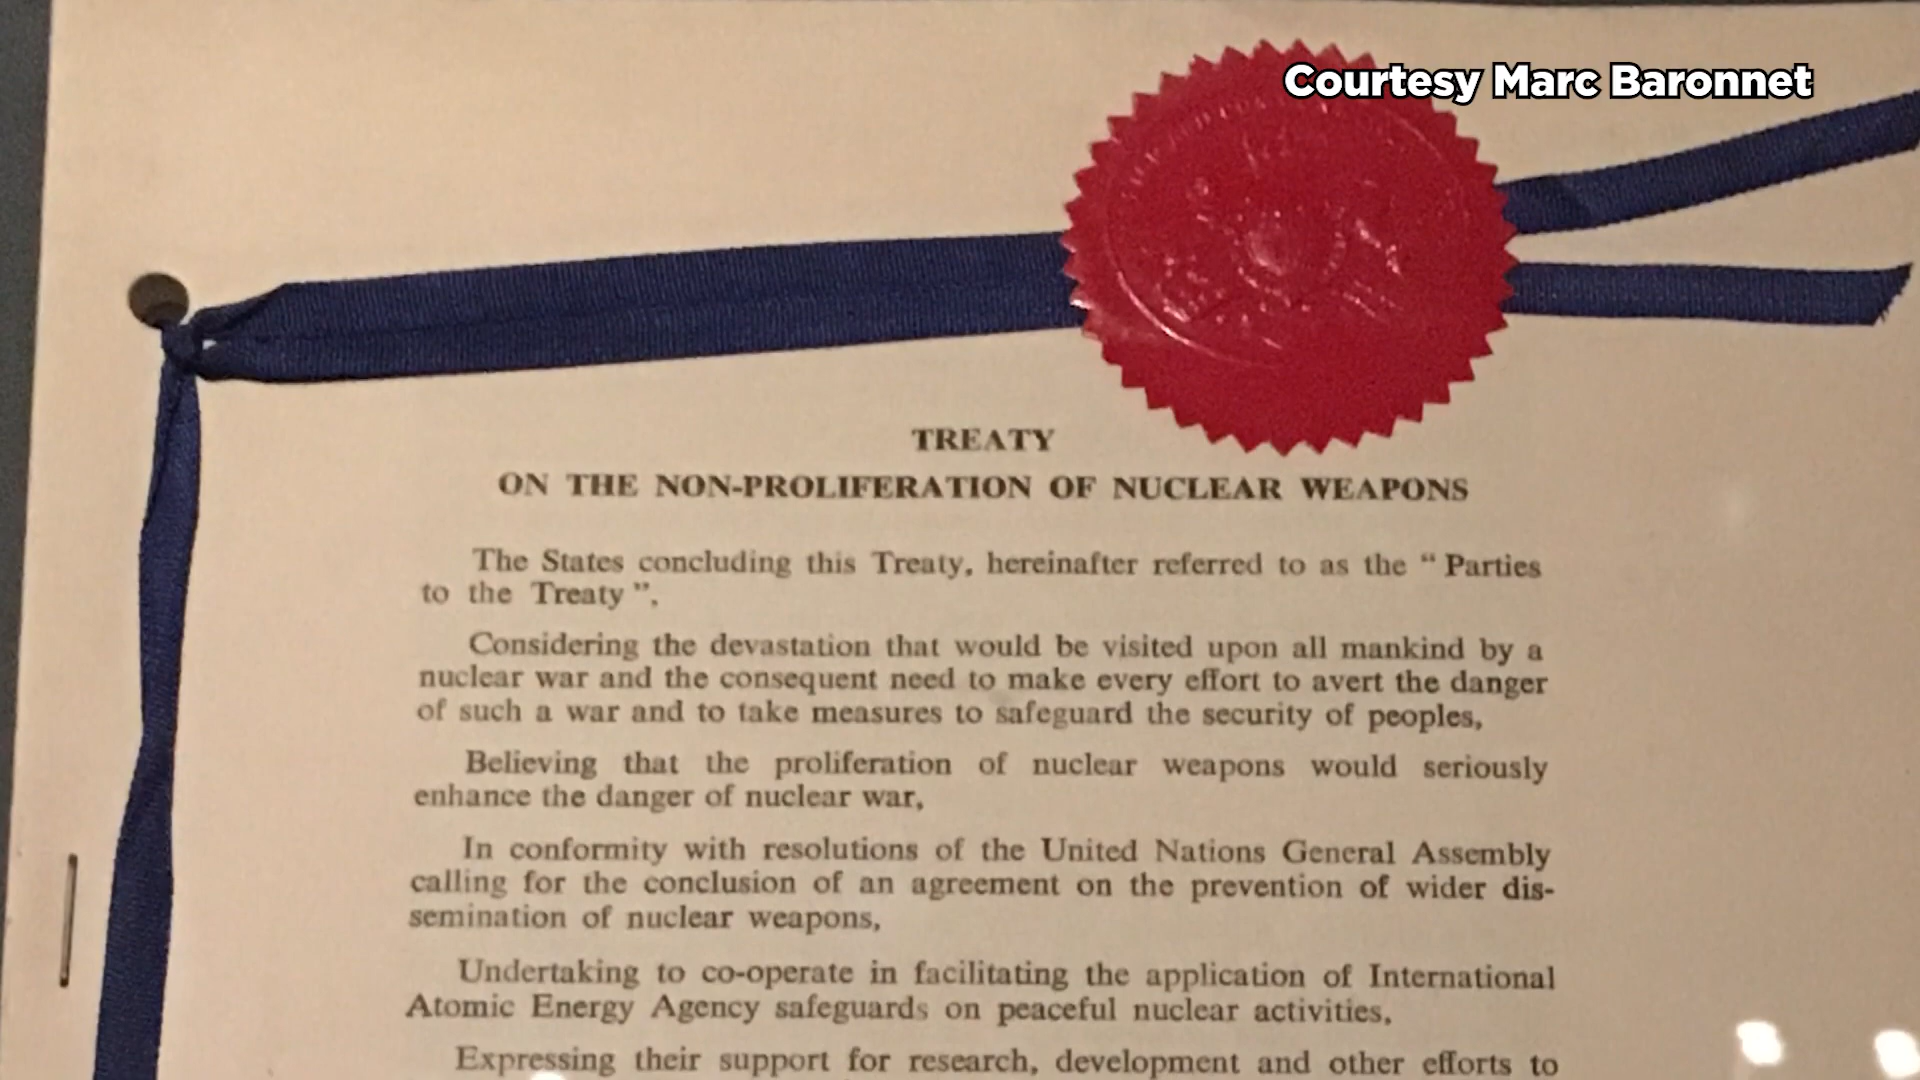 Courtesy Marc Baronnet
TREATY
ON THE NON-PROLIFERATION OF NUCLEAR WEAPONS
The States concluding this Treaty, hereinafter referred to as the “ Parties
to the Treaty ”,
Considering the devastation that would be visited upon all mankind by a
nuclear war and the consequent need to make every effort to avert the danger
of such a war and to take measures to safeguard the security of peoples,
Believing that the proliferation of nuclear weapons would seriously
enhance the danger of nuclear war,
In conformity with resolutions of the United Nations General Assembly
calling for the conclusion of an agreement on the prevention of wider dis-
semination of nuclear weapons,
Undertaking to co-operate in facilitating the application of International
Atomic Energy Agency safeguards on peaceful nuclear activities,
Expressing their support for research, development and other efforts to